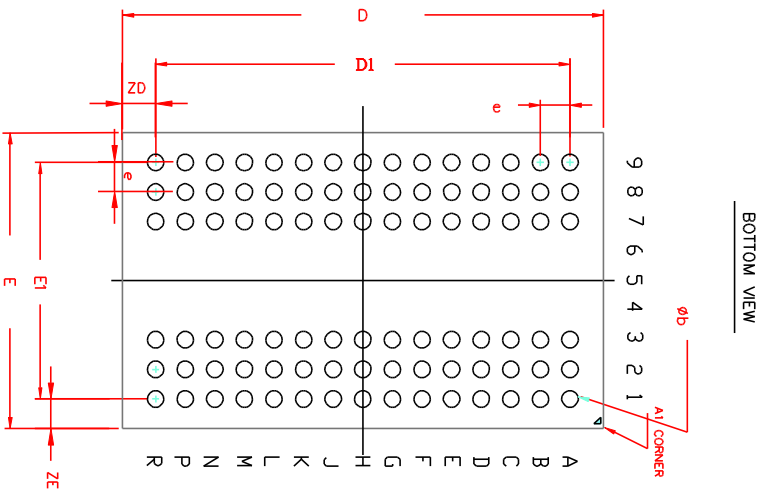 D
D1
ZD
e
e
9
8
7
6
5
4
3
2
1
E
E1
BOTTOM VIEW
Øb
A1 CORNER
R P N M L K J H G F E D C B A
ZE